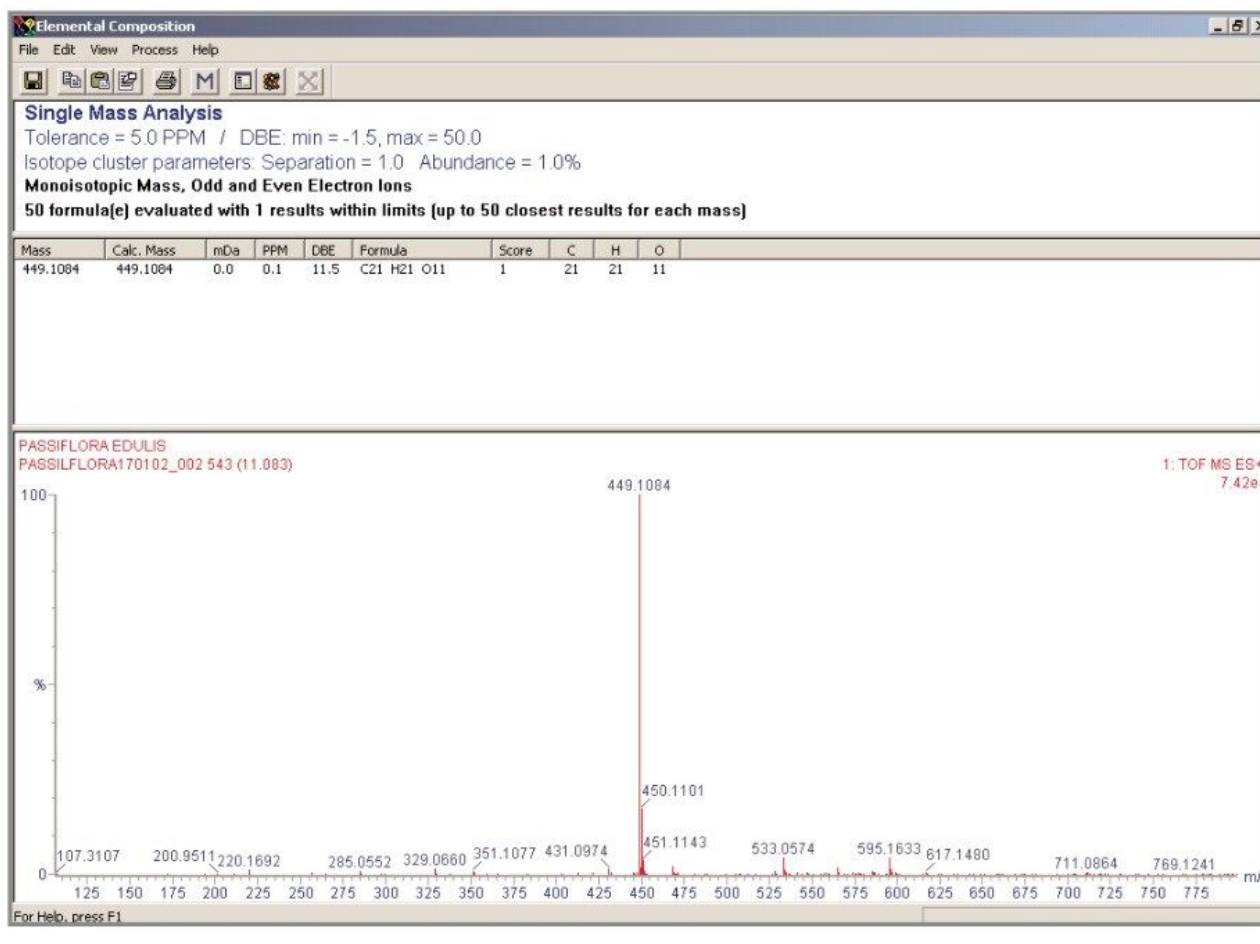 Elemental Composition
File Edit View Process Help
M
Single Mass Analysis
Tolerance = 5.0 PPM / DBE: min = -1.5, max = 50.0
Isotope cluster parameters: Separation = 1.0 Abundance = 1.0%
Monoisotopic Mass, Odd and Even Electron Ions
50 formula(e) evaluated with 1 results within limits (up to 50 closest results for each mass)
Mass Calc. Mass mDa PPM DBE Formula Score C H O
449.1084 449.1084 0.0 0.1 11.5 C21 H21 O11 1 21 21 11
PASSIFLORA EDULIS
PASSILFLORA170102_002 543 (11.083) 1: TOF MS ES+
7.42e
449.1084
100
%
450.1101
451.1143
107.3107 200.9511 220.1692 285.0552 329.0660 351.1077 431.0974 533.0574 595.1633 617.1480 711.0864 769.1241
0
125 150 175 200 225 250 275 300 325 350 375 400 425 450 475 500 525 550 575 600 625 650 675 700 725 750 775 m/
For Help, press F1